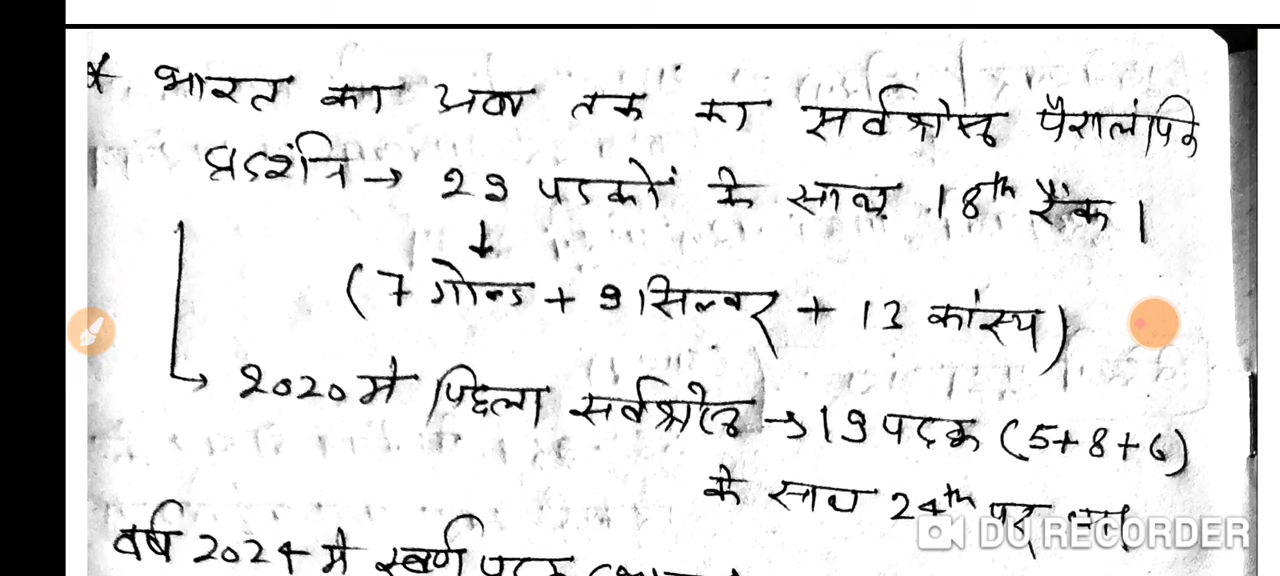 * भारत का अब तक का सर्वश्रेष्ठ पैरालंपिक
प्रदर्शन → 29 पदकों के साथ 18th रैंक।
↓
(7 गोल्ड + 9 सिल्वर + 13 कांस्य)
→ 2020 में पिछला सर्वश्रेष्ठ → 19 पदक (5+8+6)
के साथ 24th पर
वर्ष 2024 में स्वर्ण पदक
DU RECORDER